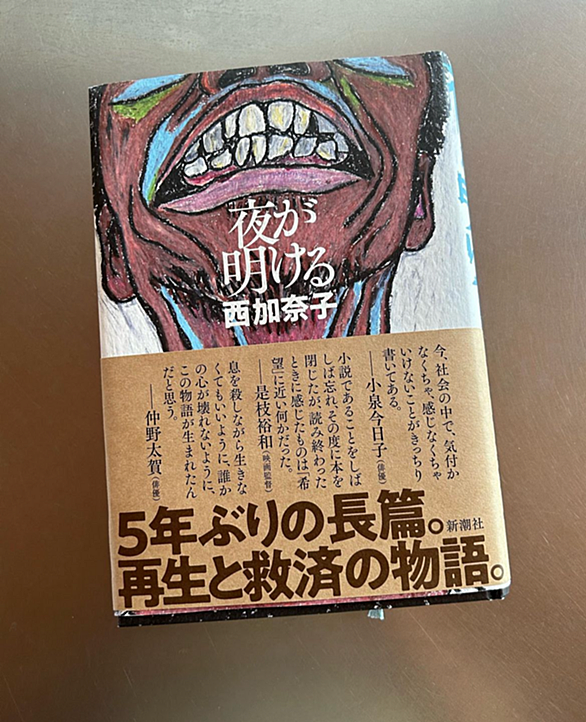 夜が
明ける
西加奈子
今、社会の中で、気付か
なくちゃ、感じなくちゃ
いけないことがきっちり
書いてある。
──小泉今日子(俳優)
小説であることをしば
しば忘れ、その度に本を
閉じたが、読み終わった
ときに感じたものは「希
望」に近い何かだった。
──是枝裕和(映画監督)
息を殺しながら生きな
くてもいいように、誰か
の心が壊れないように、
この物語が生まれたん
だと思う。
──仲野太賀(俳優)
5年ぶりの長篇。
新潮社
再生と救済の物語。